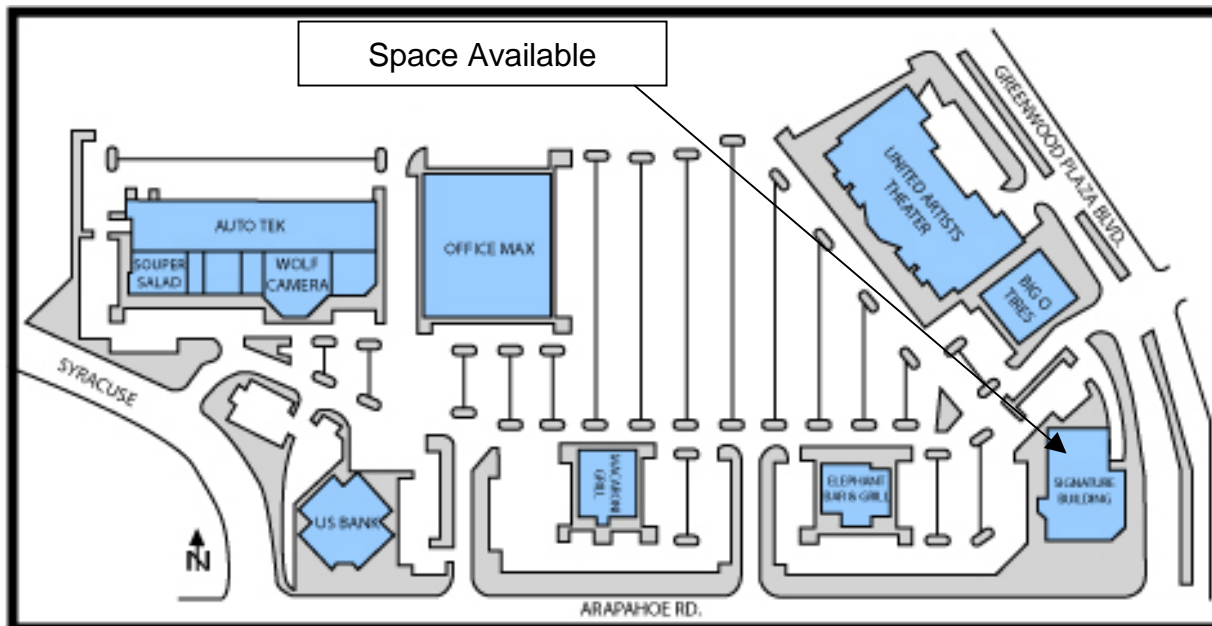 Space Available
GREENWOOD PLAZA BLVD.
UNITED ARTISTS
THEATER
AUTO TEK
OFFICE MAX
SOUPER
SALAD
WOLF
CAMERA
BIG O
TIRES
SYRACUSE
MACARONI
GRILL
ELEPHANT
BAR & GRILL
SIGNATURE
BUILDING
US BANK
N
ARAPAHOE RD.